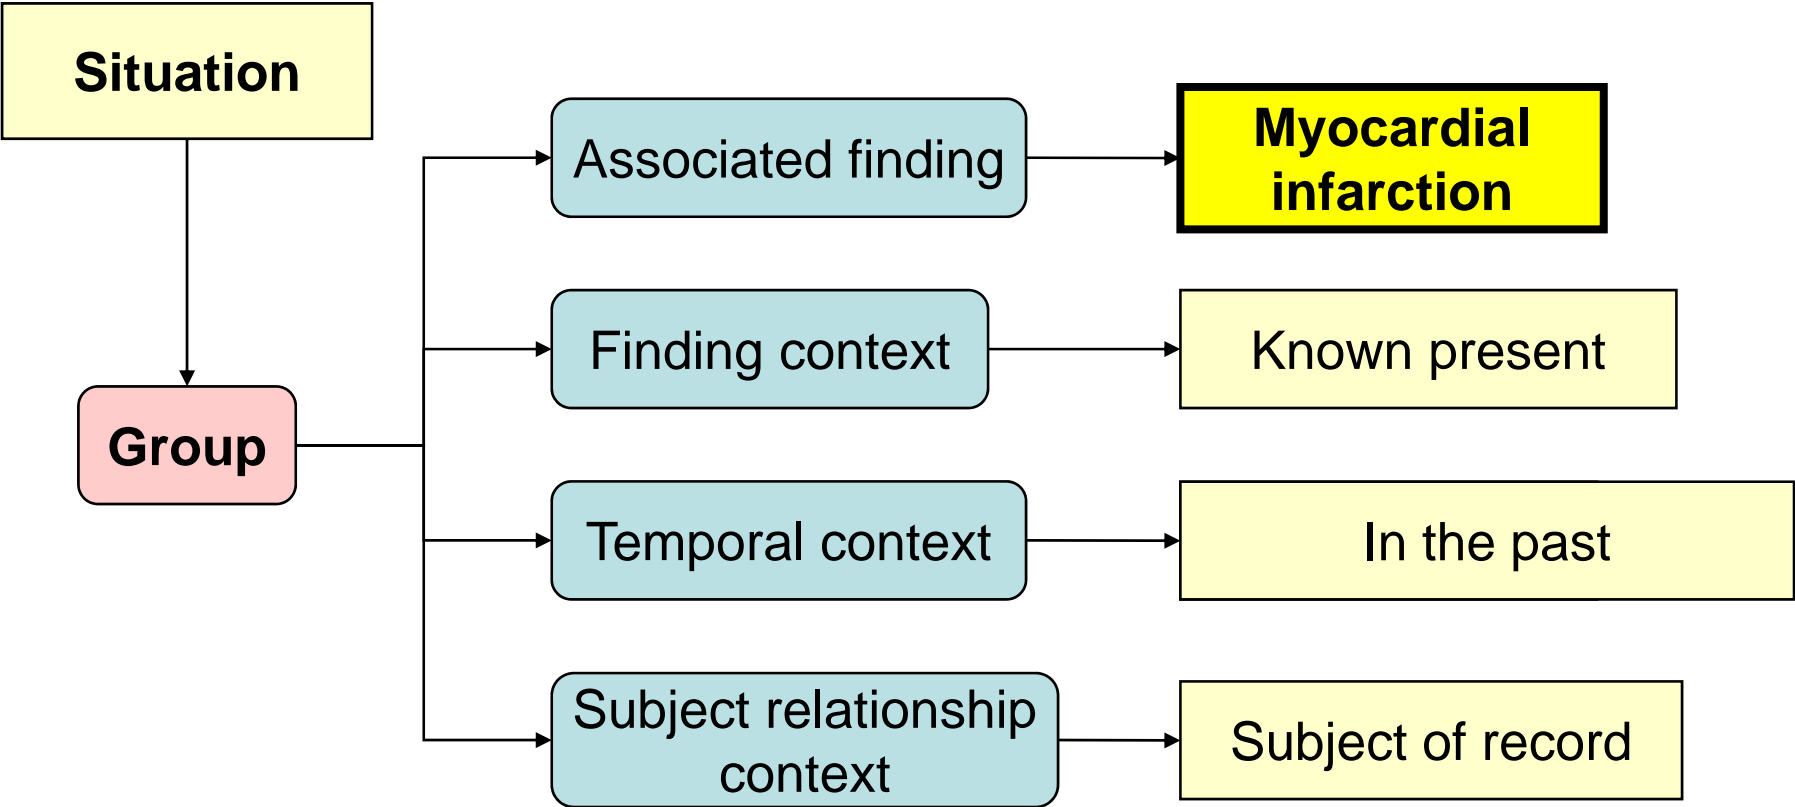 Situation
Group
Associated finding
Myocardial
infarction
Finding context
Known present
Temporal context
In the past
Subject relationship
context
Subject of record